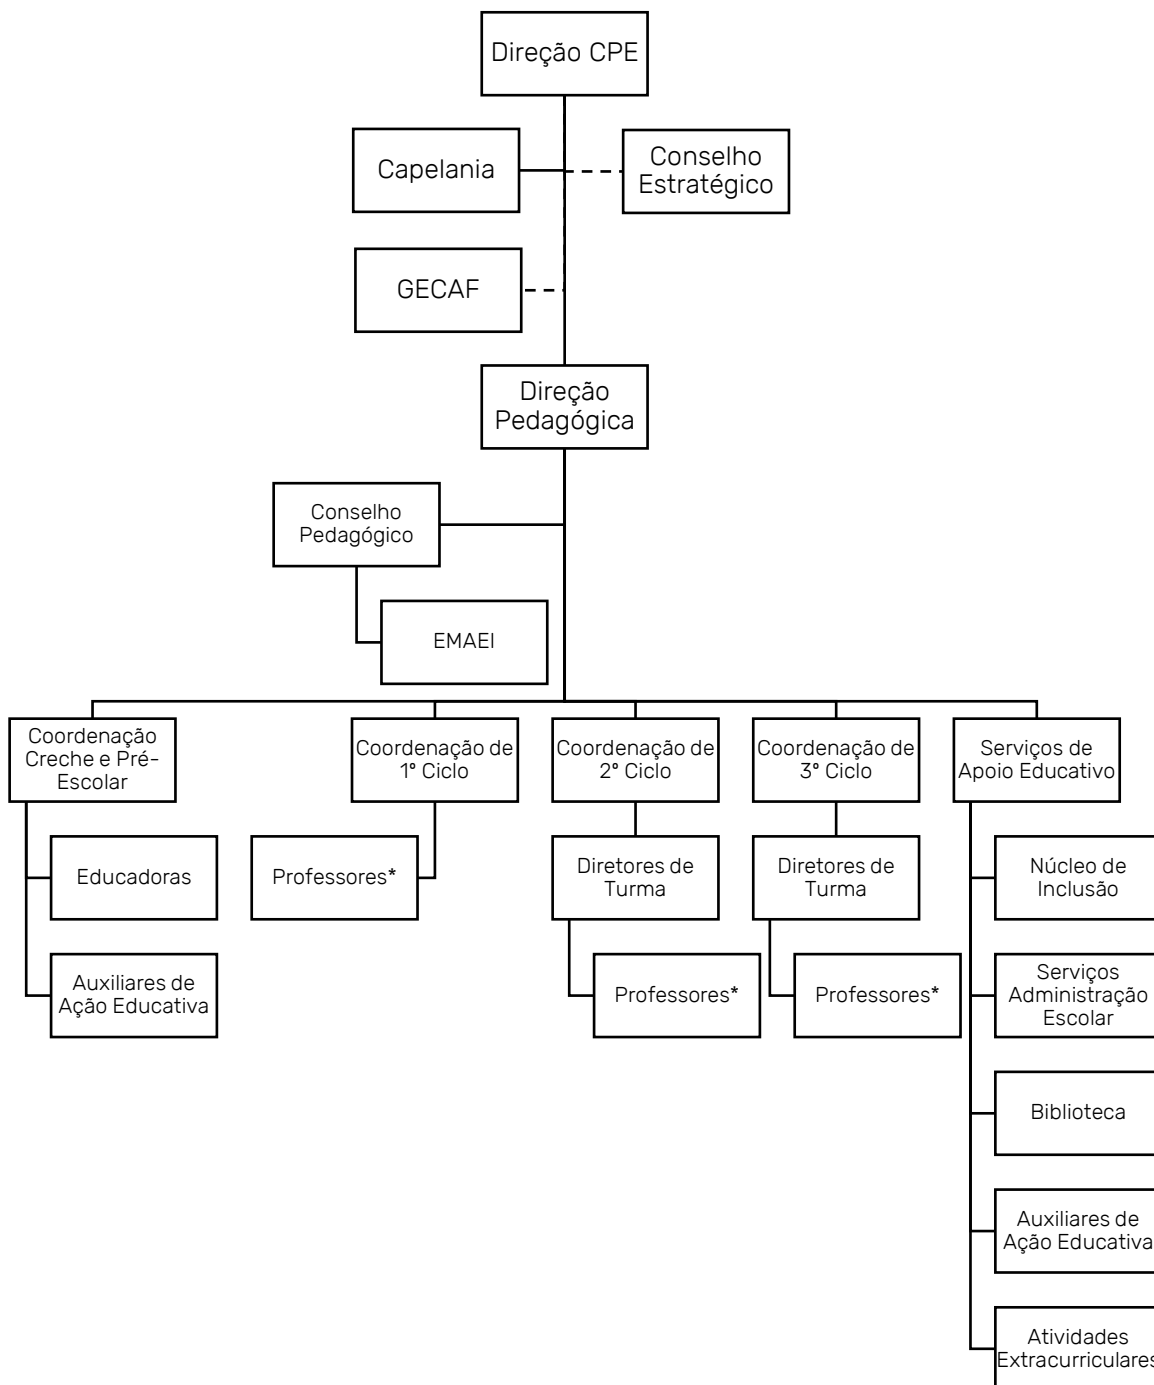 Direção CPE
Capelania
Conselho
Estratégico
GECAF
Direção
Pedagógica
Conselho
Pedagógico
EMAEI
Coordenação
Creche e Pré-
Escolar
Coordenação de
1º Ciclo
Coordenação de
2º Ciclo
Coordenação de
3º Ciclo
Serviços de
Apoio Educativo
Educadoras
Professores*
Diretores de
Turma
Diretores de
Turma
Núcleo de
Inclusão
Auxiliares de
Ação Educativa
Professores*
Professores*
Serviços
Administração
Escolar
Biblioteca
Auxiliares de
Ação Educativa
Atividades
Extracurriculares